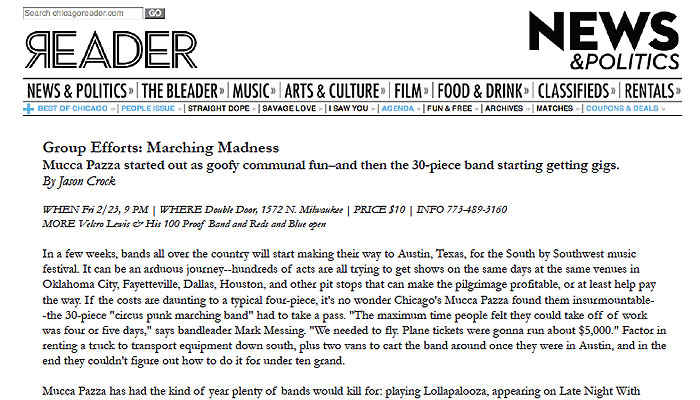 Search chicagoreader.com GO
READER
NEWS
&POLITICS
NEWS & POLITICS» | THE BLEADER» | MUSIC» | ARTS & CULTURE» | FILM» | FOOD & DRINK» | CLASSIFIEDS» | RENTALS»
+ BEST OF CHICAGO » | PEOPLE ISSUE » | STRAIGHT DOPE » | SAVAGE LOVE » | I SAW YOU » | AGENDA » | FUN & FREE » | ARCHIVES » | MATCHES » | COUPONS & DEALS »
Group Efforts: Marching Madness
Mucca Pazza started out as goofy communal fun–and then the 30-piece band starting getting gigs.
By Jason Crock
WHEN Fri 2/23, 9 PM | WHERE Double Door, 1572 N. Milwaukee | PRICE $10 | INFO 773-489-3160
MORE Velcro Lewis & His 100 Proof Band and Reds and Blue open
In a few weeks, bands all over the country will start making their way to Austin, Texas, for the South by Southwest music
festival. It can be an arduous journey--hundreds of acts are all trying to get shows on the same days at the same venues in
Oklahoma City, Fayetteville, Dallas, Houston, and other pit stops that can make the pilgrimage profitable, or at least help pay
the way. If the costs are daunting to a typical four-piece, it's no wonder Chicago's Mucca Pazza found them insurmountable-
-the 30-piece "circus punk marching band" had to take a pass. "The maximum time people felt they could take off of work
was four or five days," says bandleader Mark Messing. "We needed to fly. Plane tickets were gonna run about $5,000." Factor in
renting a truck to transport equipment down south, plus two vans to cart the band around once they were in Austin, and in the
end they couldn't figure out how to do it for under ten grand.
Mucca Pazza has had the kind of year plenty of bands would kill for: playing Lollapalooza, appearing on Late Night With